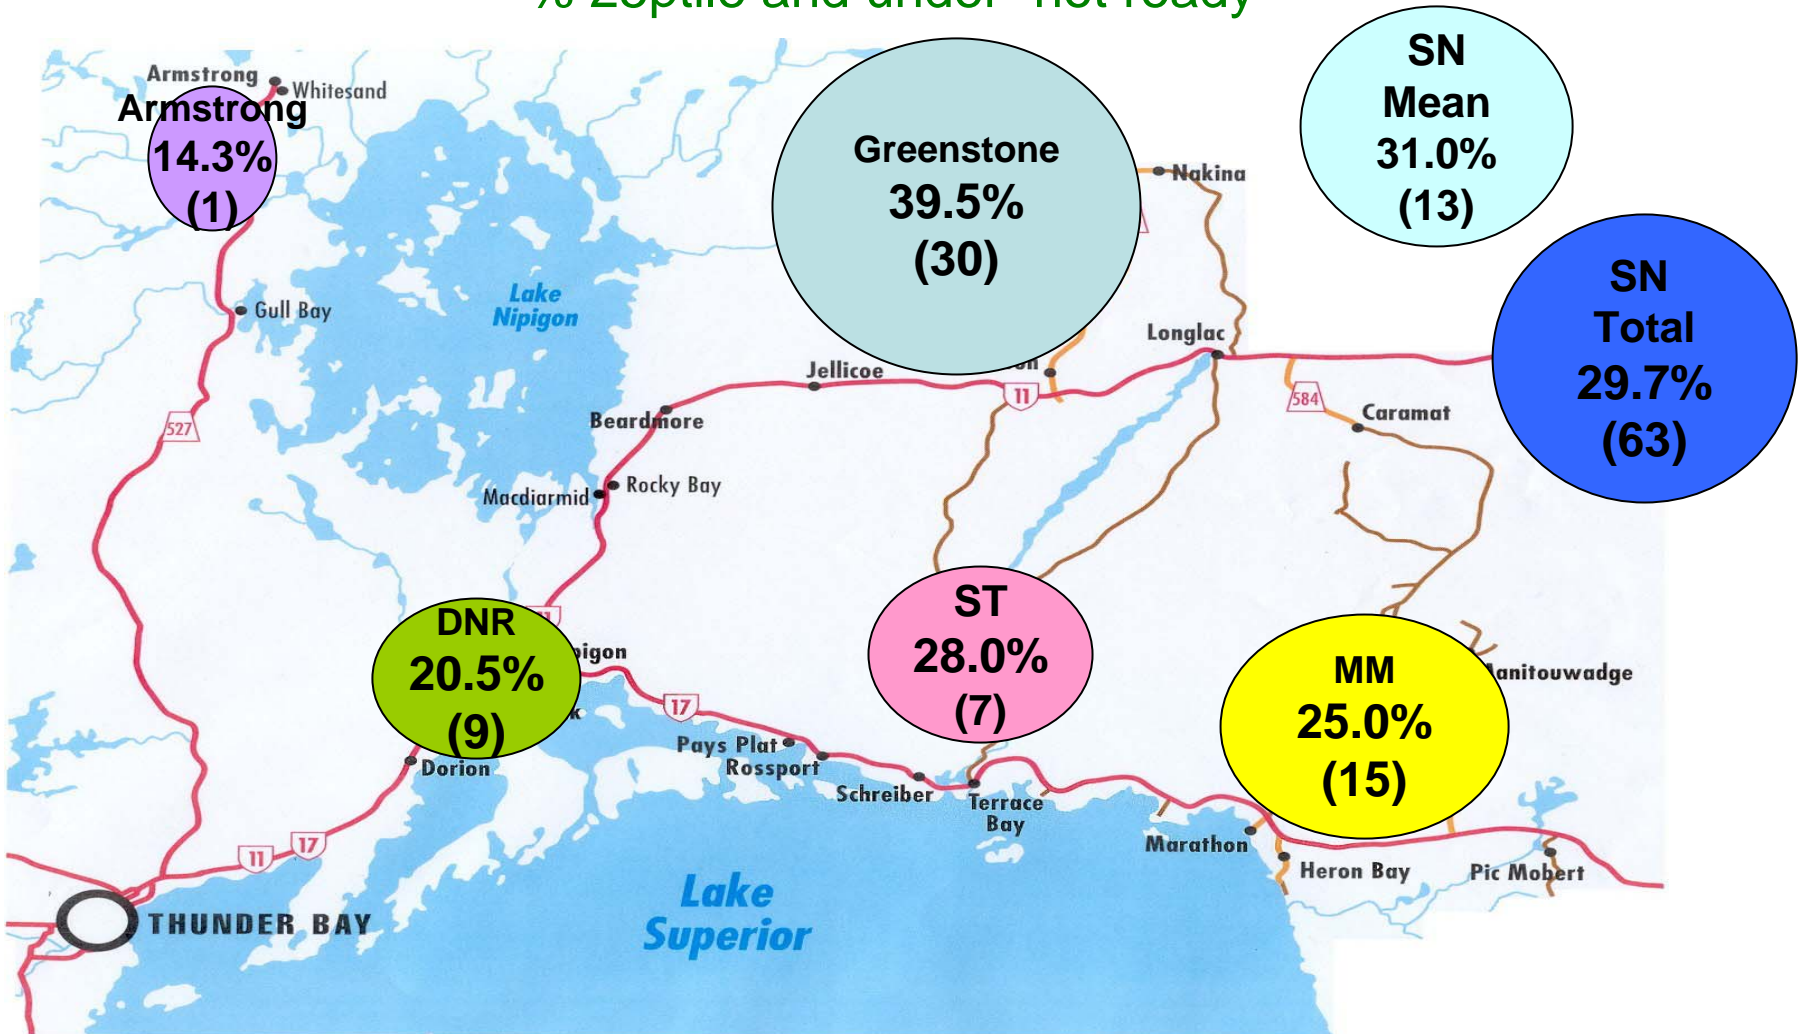 Armstrong
Whitesand
Armstrong
14.3%
(1)
Greenstone
39.5%
(30)
SN
Mean
31.0%
(13)
Nakina
SN
Total
29.7%
(63)
Lake
Nipigon
Gull Bay
Longlac
Jellicoe
11
584
Caramat
Beardmore
527
Macdiarmid
Rocky Bay
DNR
20.5%
(9)
ST
28.0%
(7)
MM
25.0%
(15)
17
Pays Plat
Rossport
Dorion
Schreiber
Terrace
Bay
Marathon
Heron Bay
Pic Mobert
11
17
THUNDER BAY
Lake
Superior